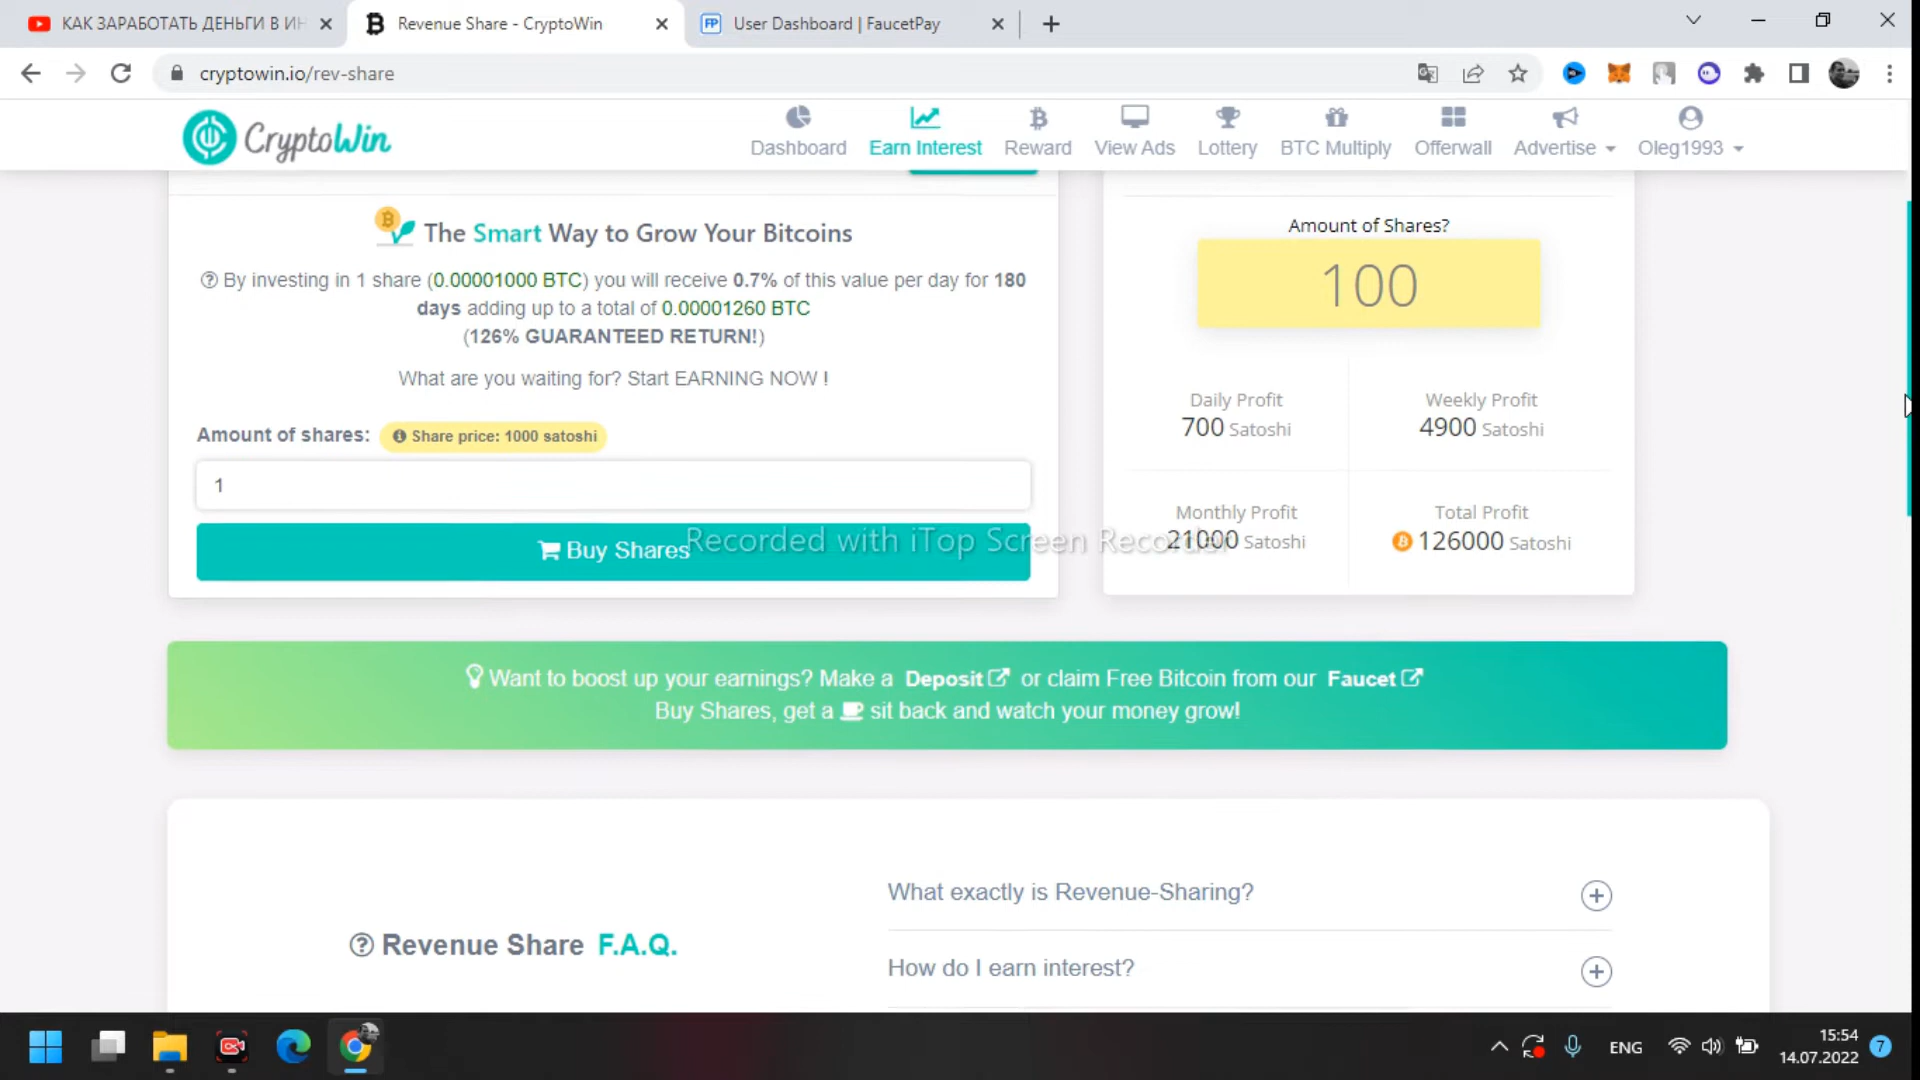 КАК ЗАРАБОТАТЬ ДЕНЬГИ В ИН
Revenue Share - CryptoWin
User Dashboard | FaucetPay
cryptowin.io/rev-share
CryptoWin
Dashboard
Earn Interest
Reward
View Ads
Lottery
BTC Multiply
Offerwall
Advertise
Oleg1993
The Smart Way to Grow Your Bitcoins
By investing in 1 share (0.00001000 BTC) you will receive 0.7% of this value per day for 180
days adding up to a total of 0.00001260 BTC
(126% GUARANTEED RETURN!)
What are you waiting for? Start EARNING NOW !
Amount of shares: Share price: 1000 satoshi
1
Buy Shares
Amount of Shares?
100
Daily Profit
700 Satoshi
Weekly Profit
4900 Satoshi
Monthly Profit
21000 Satoshi
Total Profit
126000 Satoshi
Recorded with iTop Screen Recorder
Want to boost up your earnings? Make a Deposit or claim Free Bitcoin from our Faucet
Buy Shares, get a sit back and watch your money grow!
Revenue Share F.A.Q.
What exactly is Revenue-Sharing?
How do I earn interest?
ENG
15:54
14.07.2022
7